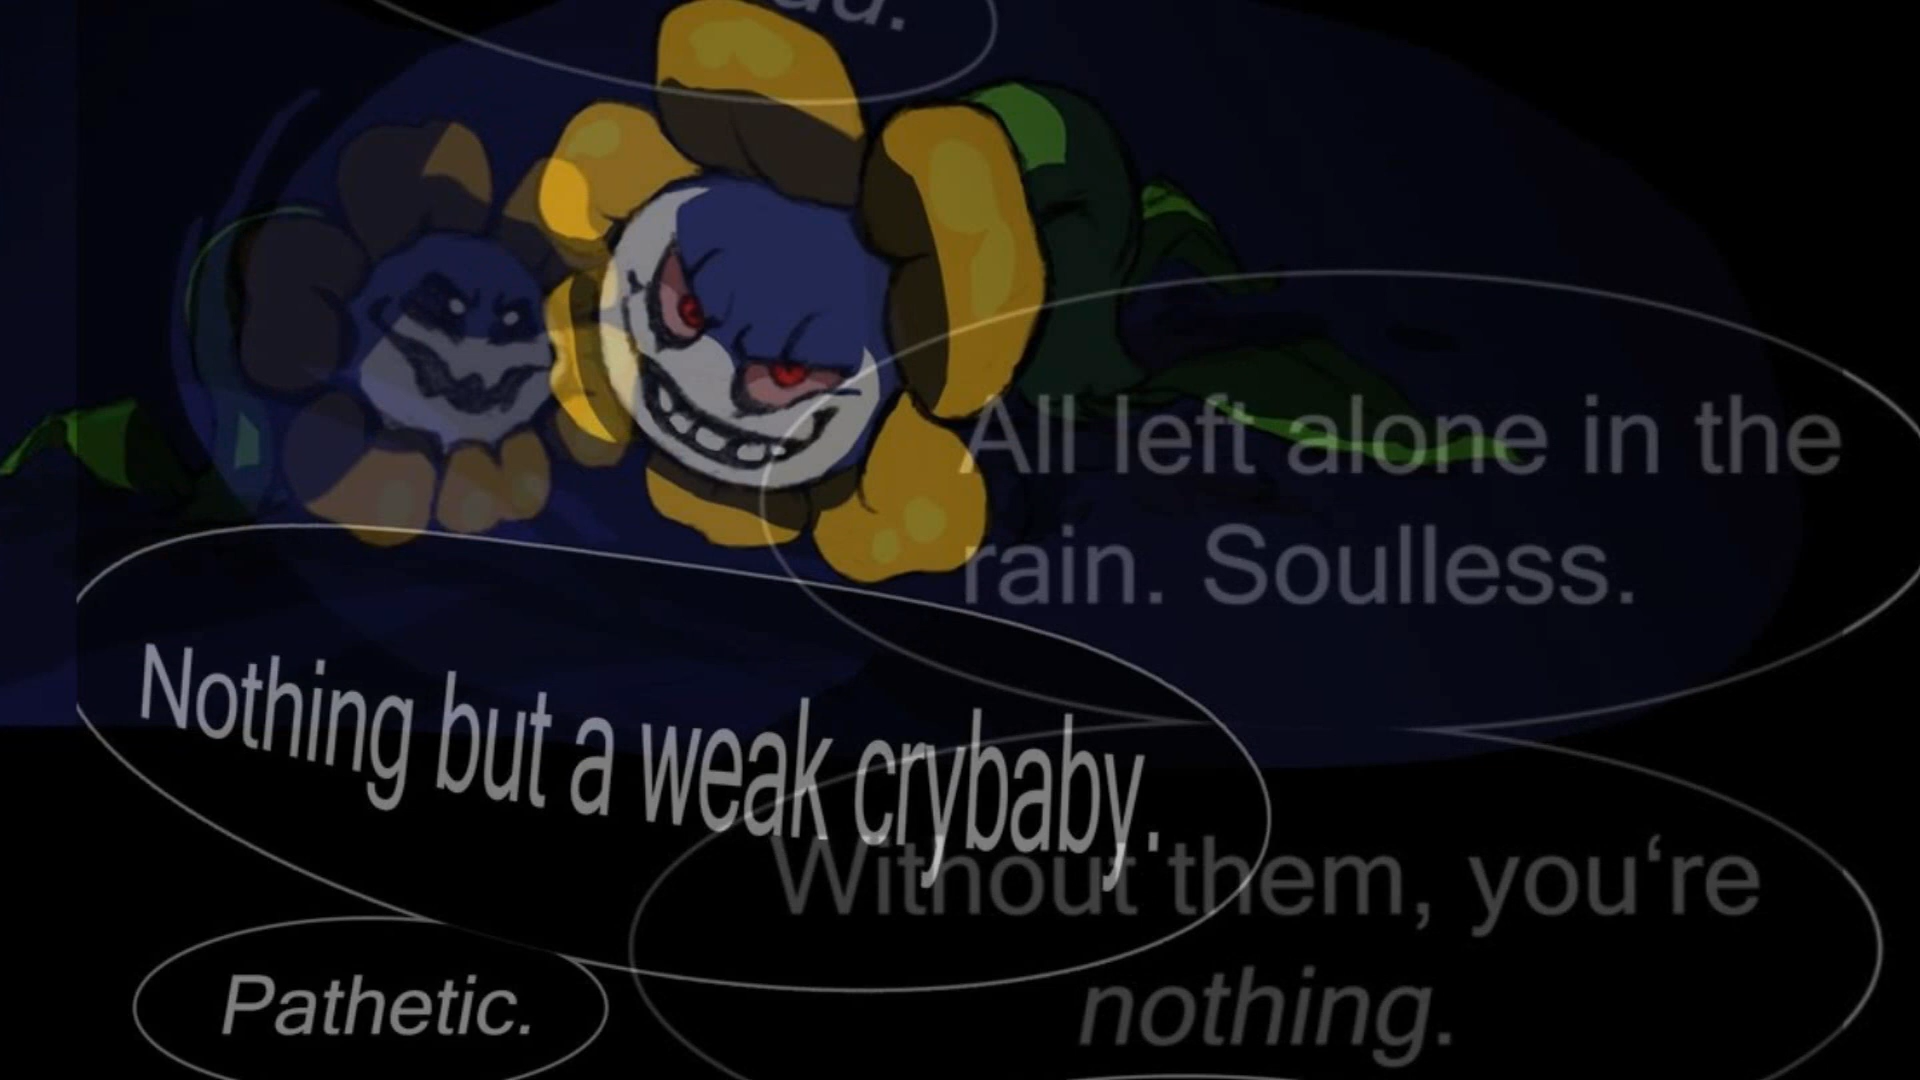 All left alone in the
rain. Soulless.
Nothing but a weak crybaby.
Without them, you‘re
nothing.
Pathetic.